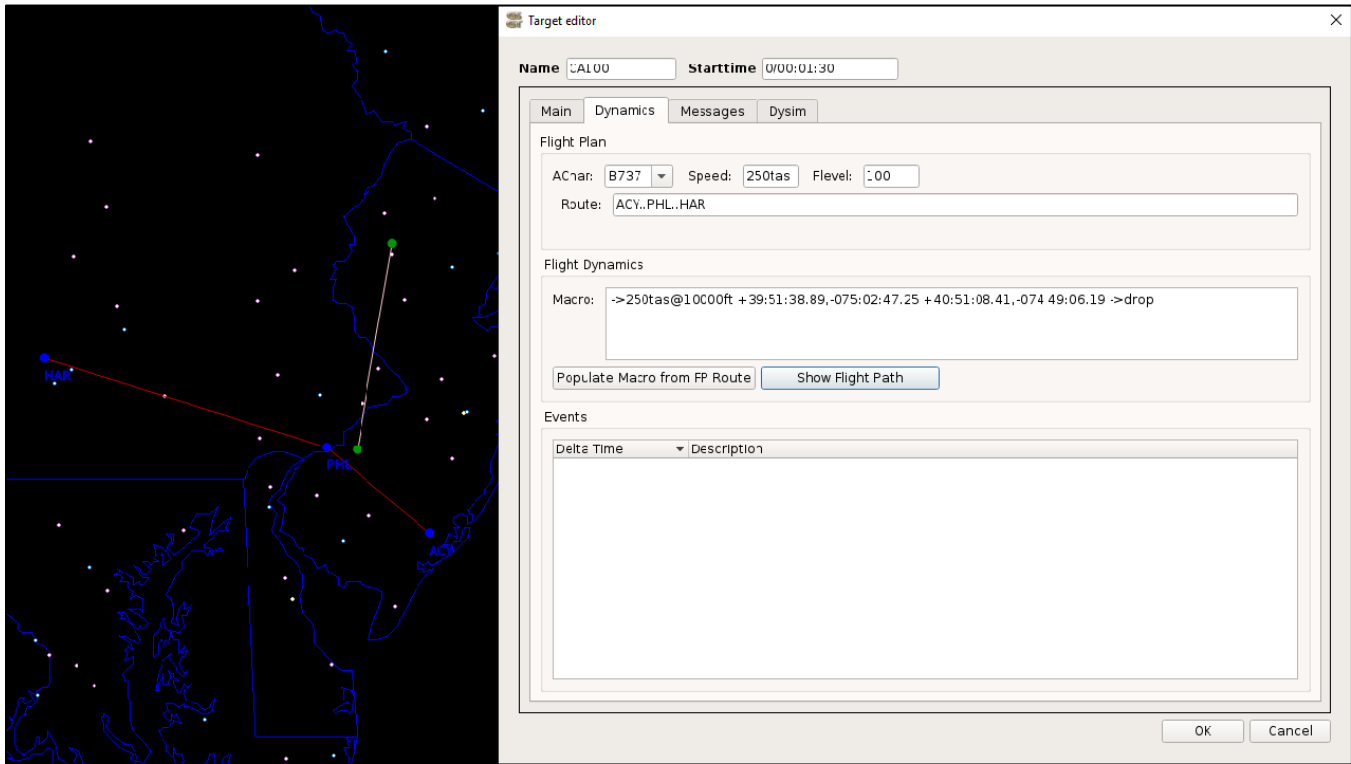 Target editor
Name CA100 Starttime 0/00:01:30
Main Dynamics Messages Dysim
Flight Plan
AChar: B737 Speed: 250tas Flevel: 100
Route: ACY..PHL..HAR
Flight Dynamics
Macro: ->250tas@10000ft +39:51:38.89,-075:02:47.25 +40:51:08.41,-074 49:06.19 ->drop
Populate Macro from FP Route Show Flight Path
Events
Delta Time Description
OK Cancel
HAR
PHL
ACY